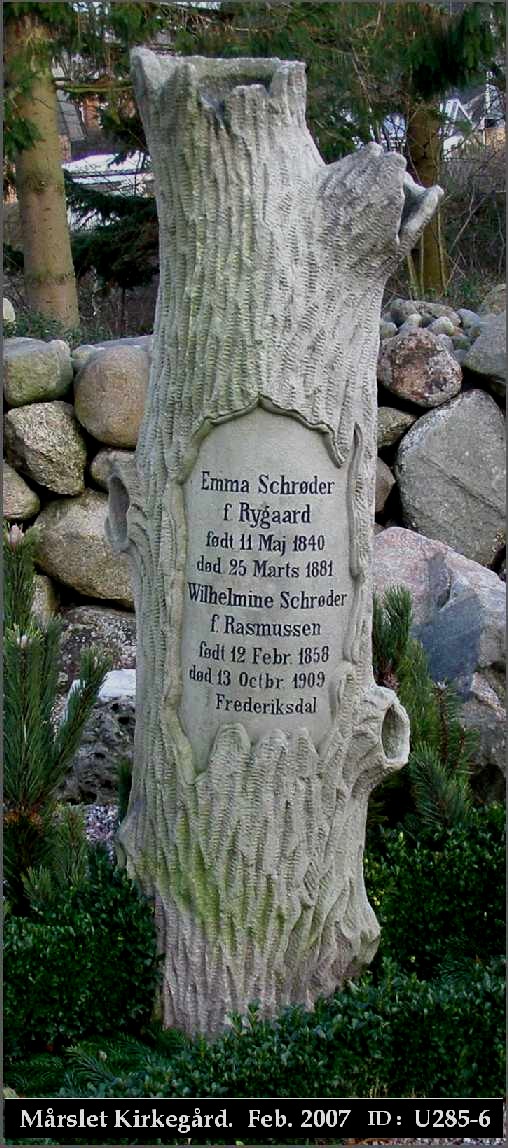 Emma Schrøder
f. Rygaard
født 11 Maj 1840
død. 25 Marts 1881
Wilhelmine Schrøder
f. Rasmussen
født 12 Febr. 1858
død 13 Octbr. 1909
Frederiksdal
Mårslet Kirkegård. Feb. 2007 ID: U285-6